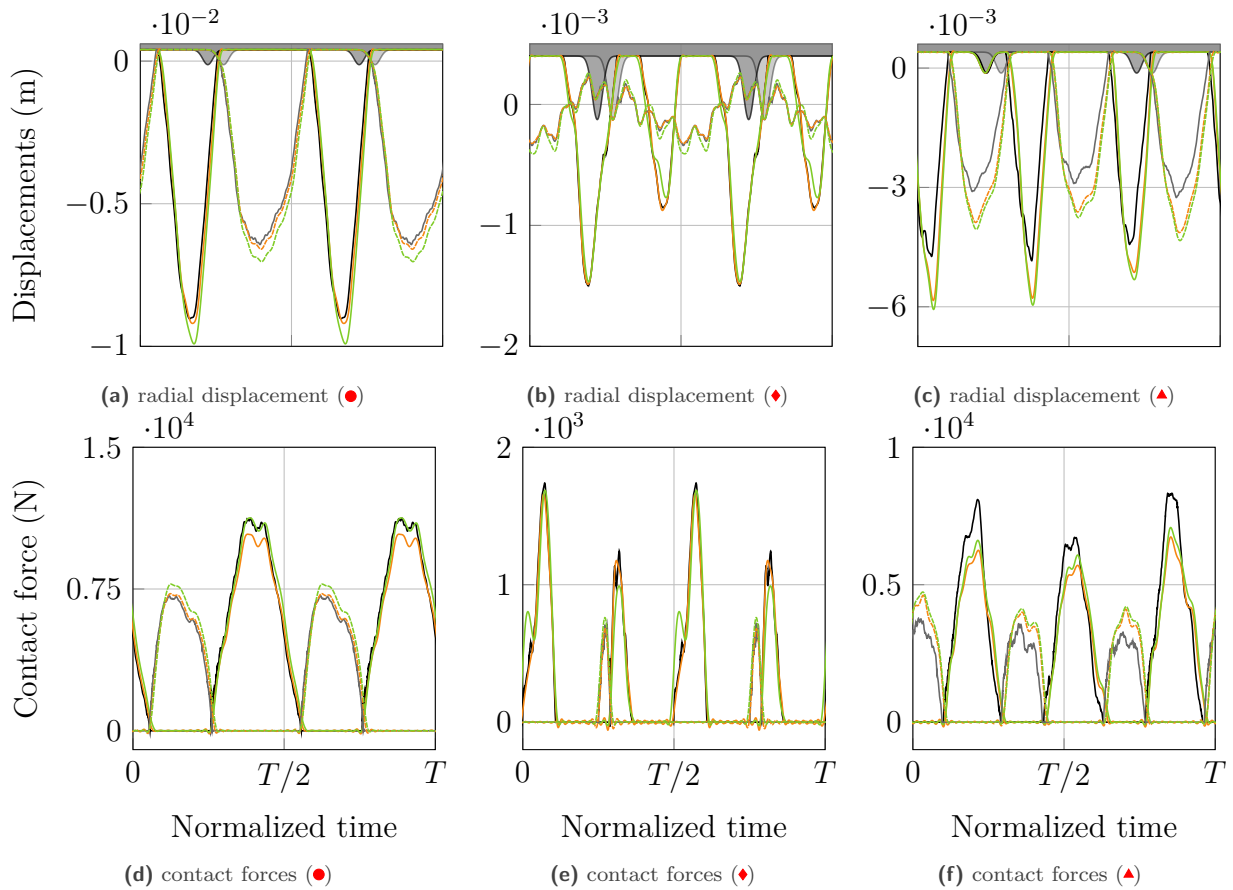 ·10⁻² ·10⁻³ ·10⁻³
Displacements (m)
0
−0.5
−1
0
−1
−2
0
−3
−6
(a) radial displacement (●) (b) radial displacement (♦) (c) radial displacement (▲)
·10⁴ ·10³ ·10⁴
Contact force (N)
1.5
0.75
0
2
1
0
1
0.5
0
0 T/2 T 0 T/2 T 0 T/2 T
Normalized time Normalized time Normalized time
(d) contact forces (●) (e) contact forces (♦) (f) contact forces (▲)